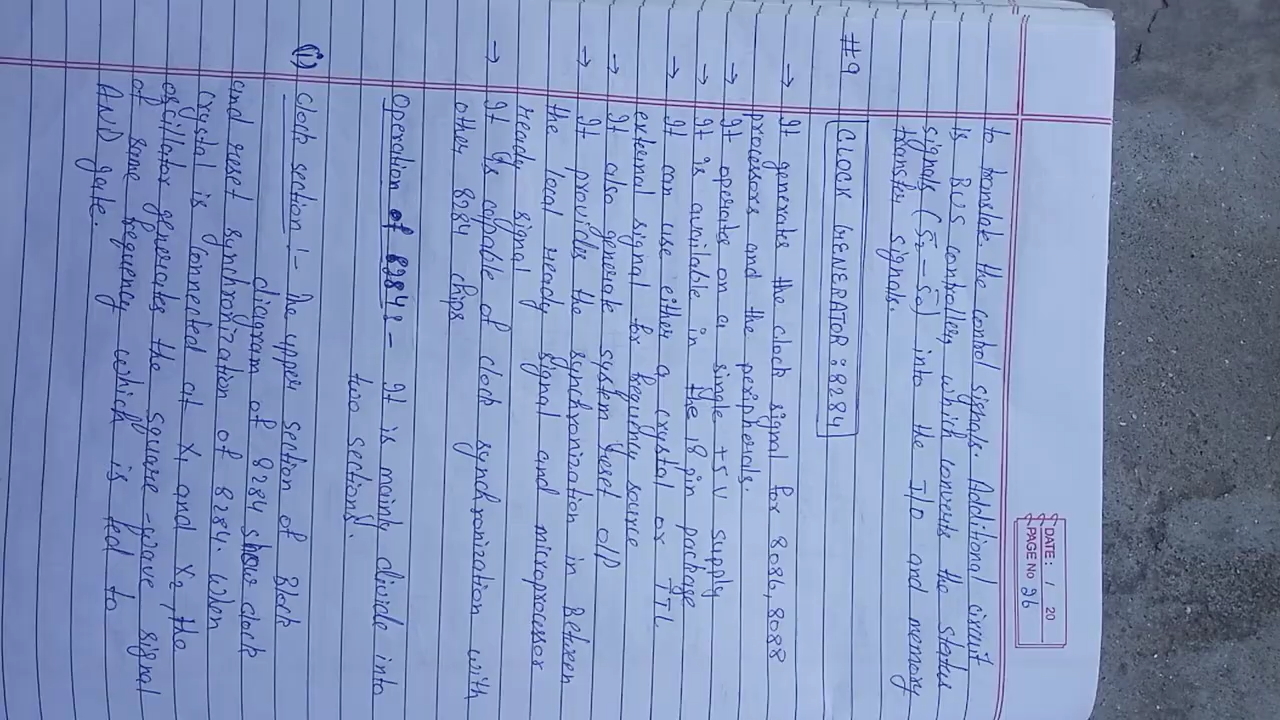 DATE: / 20
PAGE NO 96
to translate the control signals. Additional circuit
is BUS controller, which converts the status
signals (S̅2 - S̅0) into the I/O and memory
transfer signals.
#9 CLOCK GENERATOR : 8284
→ It generates the clock signal for 8086, 8088
processors and the peripherals.
→ It operates on a single +5V supply
→ It is available in the 18 pin package
→ It can use either a crystal or TTL
external signal for frequency source
→ It also generate system reset O/P
→ It provides the synchronization in Between
the local ready signal and microprocessor
ready signal
→ It is capable of clock synchronization with
other 8284 chips
Operation of 8284 :- It is mainly divide into
two sections.
(i) Clock section :- The upper section of Block
diagram of 8284 show clock
and reset synchronization of 8284. When
crystal is connected at X1 and X2, the
oscillator generates the square-wave signal
of same frequency which is fed to
AND gate.